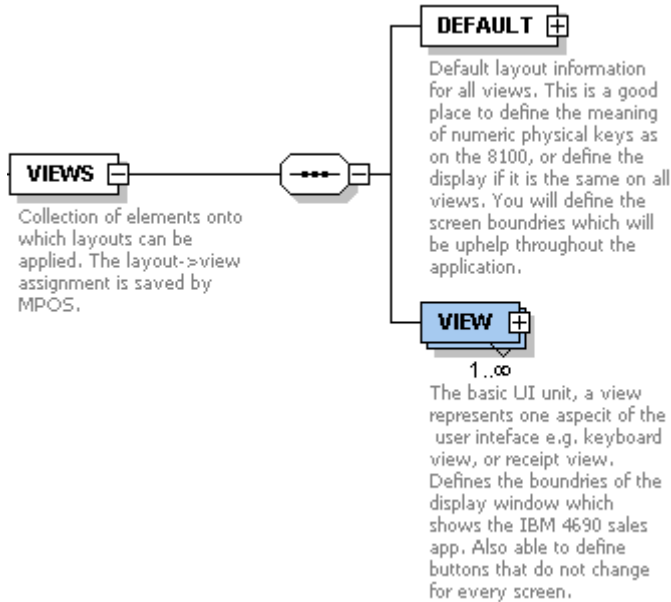 DEFAULT
Default layout information
for all views. This is a good
place to define the meaning
of numeric physical keys as
on the 8100, or define the
display if it is the same on all
views. You will define the
screen boundries which will
be uphelp throughout the
application.
VIEWS
Collection of elements onto
which layouts can be
applied. The layout->view
assignment is saved by
MPOS.
VIEW
1..∞
The basic UI unit, a view
represents one aspecit of the
user inteface e.g. keyboard
view, or receipt view.
Defines the boundries of the
display window which
shows the IBM 4690 sales
app. Also able to define
buttons that do not change
for every screen.